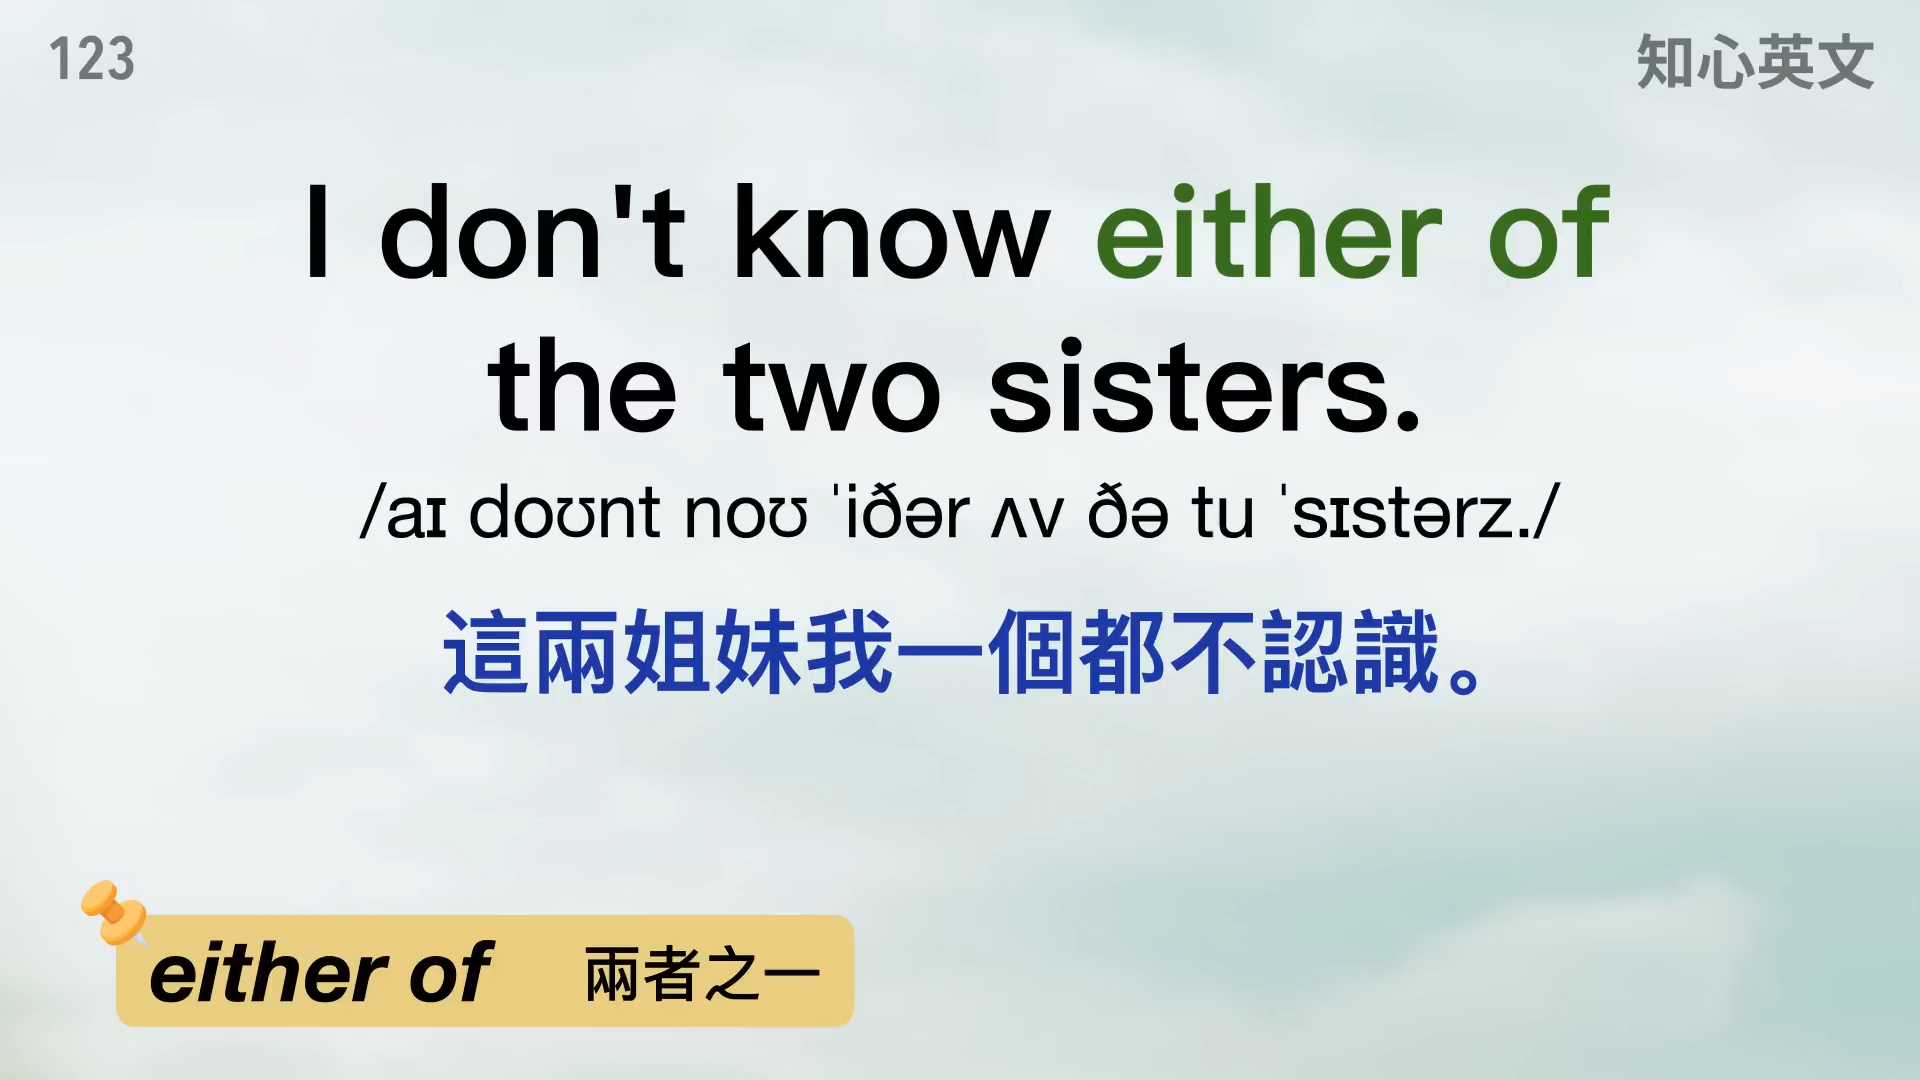 123
知心英文
I don't know either of
the two sisters.
/aɪ doʊnt noʊ ˈiðər ʌv ðə tu ˈsɪstərz./
這兩姐妹我一個都不認識。
either of 兩者之一